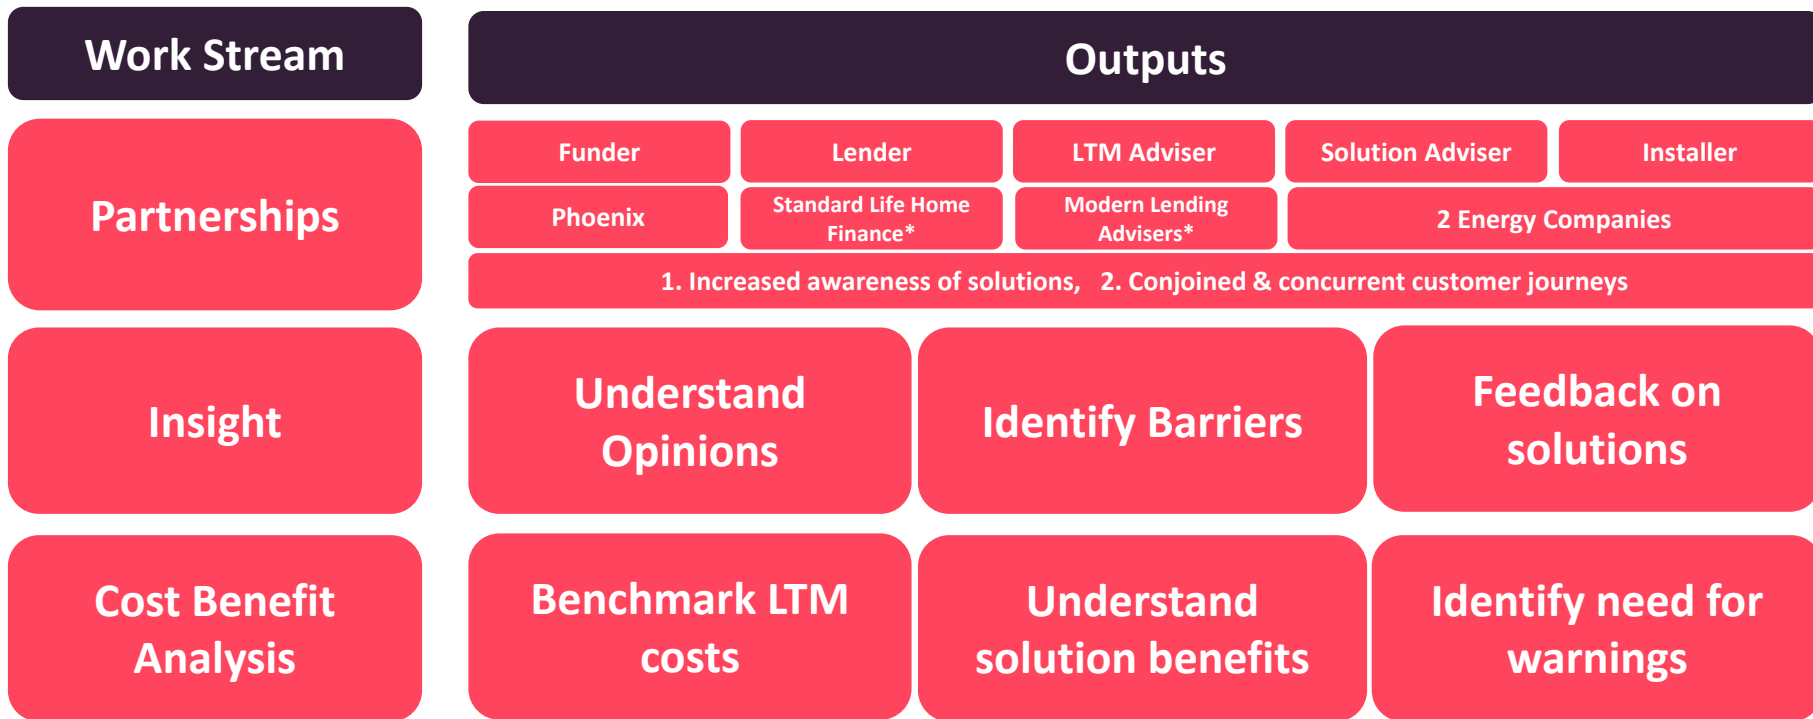 Work Stream
Outputs
Partnerships
Funder
Lender
LTM Adviser
Solution Adviser
Installer
Phoenix
Standard Life Home
Finance*
Modern Lending
Advisers*
2 Energy Companies
1. Increased awareness of solutions, 2. Conjoined & concurrent customer journeys
Insight
Understand
Opinions
Identify Barriers
Feedback on
solutions
Cost Benefit
Analysis
Benchmark LTM
costs
Understand
solution benefits
Identify need for
warnings